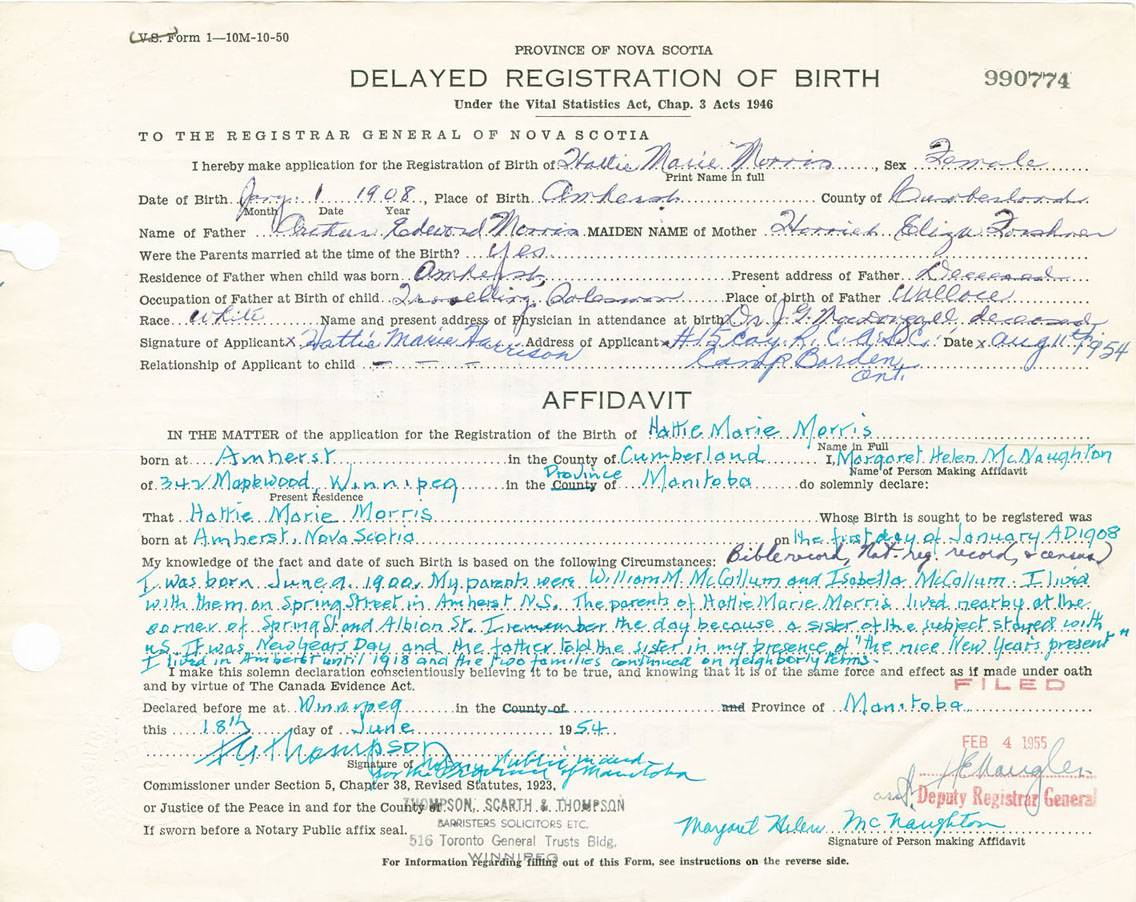 (V.S. Form 1—10M-10-50
PROVINCE OF NOVA SCOTIA
DELAYED REGISTRATION OF BIRTH
990774
Under the Vital Statistics Act, Chap. 3 Acts 1946
TO THE REGISTRAR GENERAL OF NOVA SCOTIA
I hereby make application for the Registration of Birth of Hattie Marie Morris, Sex Female
Print Name in full
Date of Birth Jany. 1 1908, Place of Birth Amherst County of Cumberland
Month Date Year
Name of Father Arthur Edword Morris MAIDEN NAME of Mother Harriet Eliza
Were the Parents married at the time of the Birth? Yes
Residence of Father when child was born Amherst Present address of Father Deceased
Occupation of Father at Birth of child Travelling Salesman Place of birth of Father Wallace
Race White Name and present address of Physician in attendance at birth Dr. J. G. MacDougall, deceased
Signature of Applicant x Hattie Marie Harrison Address of Applicant x #15 Coy. R.C.A.S.C. Date x Aug 11th 1954
Relationship of Applicant to child – – – – Camp Borden
Ont.
AFFIDAVIT
IN THE MATTER of the application for the Registration of the Birth of Hattie Marie Morris
Name in Full
born at Amherst in the County of Cumberland I, Margaret Helen McNaughton
Name of Person Making Affidavit
of 342 Maplewood, Winnipeg in the County Province of Manitoba do solemnly declare:
Present Residence
That Hattie Marie Morris Whose Birth is sought to be registered was
born at Amherst, Nova Scotia on the first day of January AD 1908
My knowledge of the fact and date of such Birth is based on the following Circumstances: Bible record, Nat. reg. record, & census)
I was born June 9, 1900. My parents were William M. McCallum and Isabella McCallum. I lived
with them on Spring Street in Amherst N.S. The parents of Hattie Marie Morris lived nearby at the
corner of Spring St and Albion St. I remember the day because a sister of the subject stayed with
us. It was New Years Day and the father told the sister in my presence of "the nice New Years present"
I lived in Amherst until 1918 and the two families continued on neighborly terms.
I make this solemn declaration conscientiously believing it to be true, and knowing that it is of the same force and effect as if made under oath
and by virtue of The Canada Evidence Act.
FILED
Declared before me at Winnipeg in the County of and Province of Manitoba
this 18th day of June 1954
FEB 4 1955
Thompson
Signature of Notary Public in and
for the Province of Manitoba
Commissioner under Section 5, Chapter 38, Revised Statutes, 1923,
asst. Deputy Registrar General
or Justice of the Peace in and for the County of
THOMPSON, SCARTH & THOMPSON
BARRISTERS SOLICITORS ETC.
Margaret Helen McNaughton
If sworn before a Notary Public affix seal.
516 Toronto General Trusts Bldg.
Signature of Person making Affidavit
WINNIPEG
For Information regarding filling out of this Form, see instructions on the reverse side.